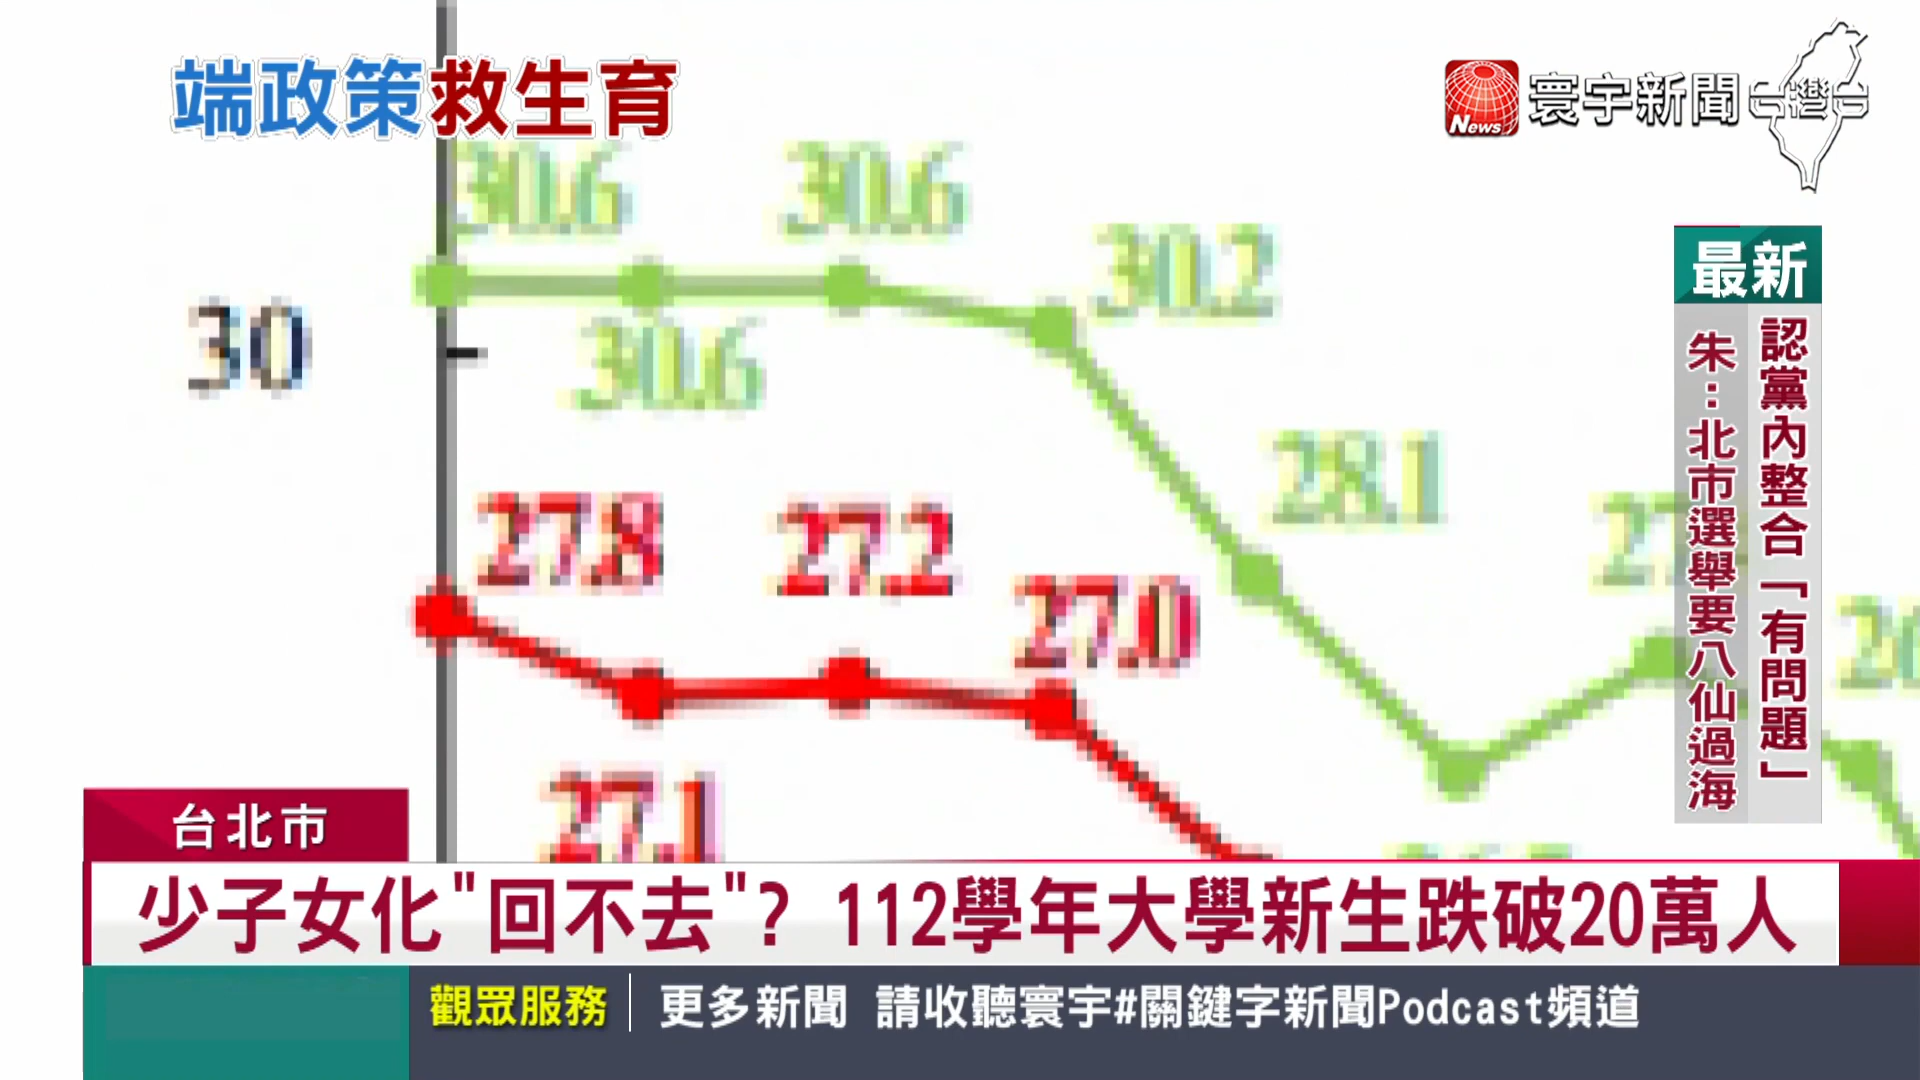 端政策救生育
News 寰宇新聞 台灣
30.6
30.6
30.2
30
30.6
28.1
27.8
27.2
27.0
27.1
最新
認黨內整合「有問題」
朱：北市選舉要八仙過海
台北市
少子女化"回不去"? 112學年大學新生跌破20萬人
觀眾服務 更多新聞 請收聽寰宇#關鍵字新聞Podcast頻道